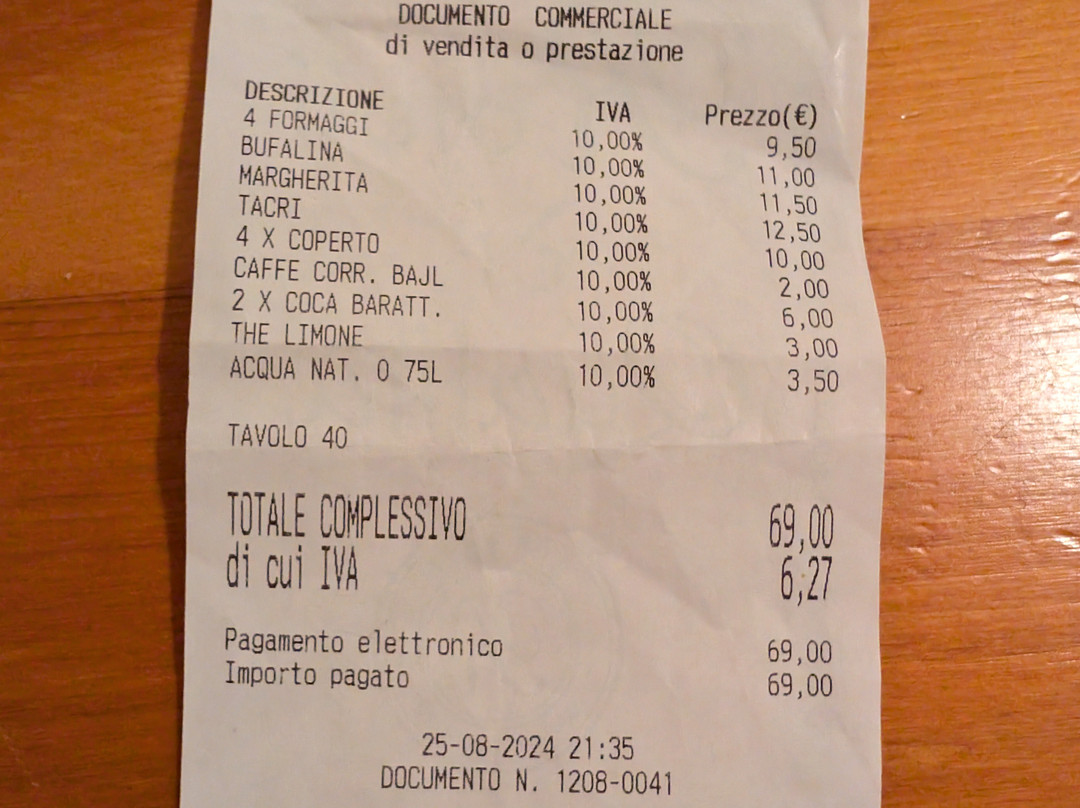 DOCUMENTO COMMERCIALE
di vendita o prestazione
DESCRIZIONE IVA Prezzo(€)
4 FORMAGGI 10,00% 9,50
BUFALINA 10,00% 11,00
MARGHERITA 10,00% 11,50
TACRI 10,00% 12,50
4 X COPERTO 10,00% 10,00
CAFFE CORR. BAJL 10,00% 2,00
2 X COCA BARATT. 10,00% 6,00
THE LIMONE 10,00% 3,00
ACQUA NAT. 0 75L 10,00% 3,50
TAVOLO 40
TOTALE COMPLESSIVO 69,00
di cui IVA 6,27
Pagamento elettronico 69,00
Importo pagato 69,00
25-08-2024 21:35
DOCUMENTO N. 1208-0041